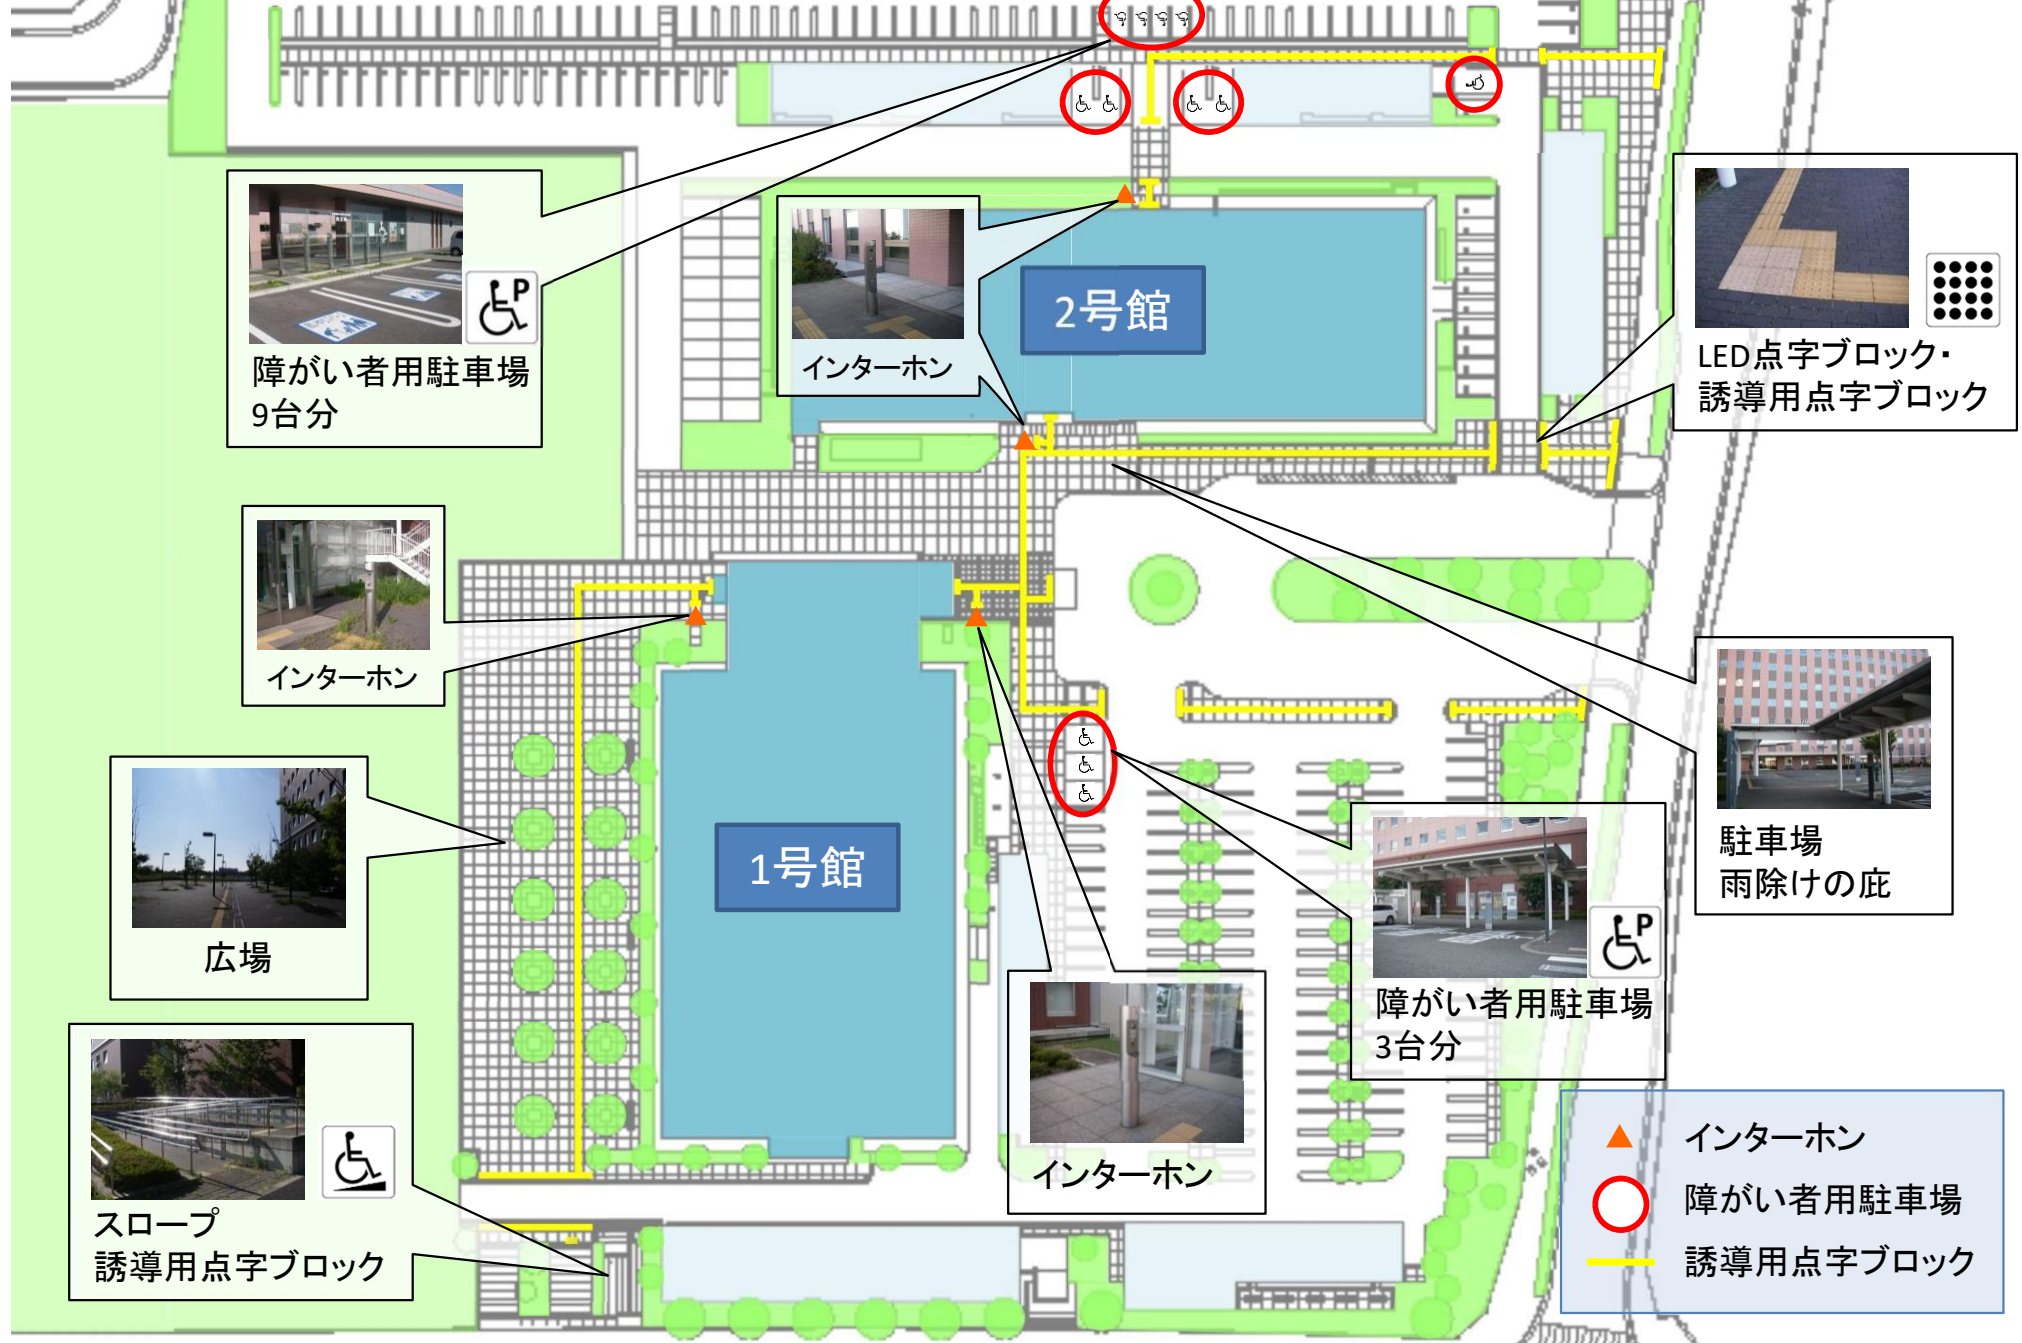 障がい者用駐車場
9台分
P
インターホン
2号館
LED点字ブロック・
誘導用点字ブロック
インターホン
駐車場
雨除けの庇
広場
1号館
障がい者用駐車場
3台分
P
スロープ
誘導用点字ブロック
インターホン
インターホン
障がい者用駐車場
誘導用点字ブロック